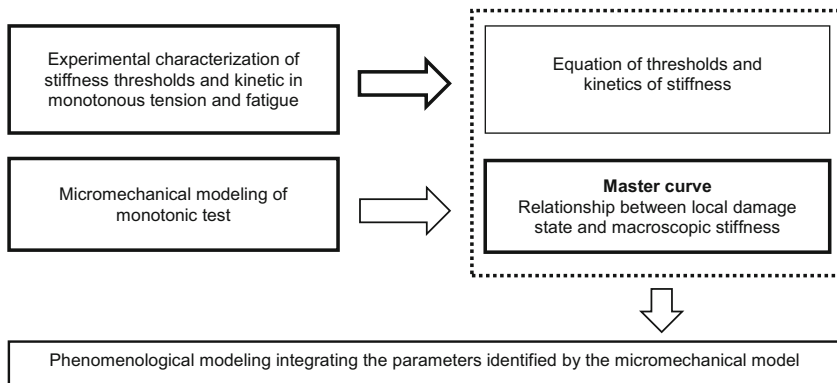 Experimental characterization of
stiffness thresholds and kinetic in
monotonous tension and fatigue
Equation of thresholds and
kinetics of stiffness
Micromechanical modeling of
monotonic test
Master curve
Relationship between local damage
state and macroscopic stiffness
Phenomenological modeling integrating the parameters identified by the micromechanical model